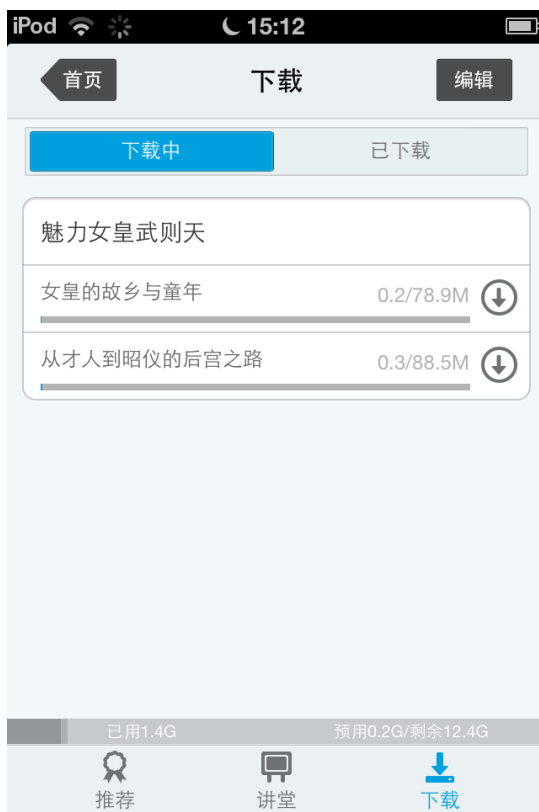 iPod 15:12
首页 下载 编辑
下载中 已下载
魅力女皇武则天
女皇的故乡与童年 0.2/78.9M
从才人到昭仪的后宫之路 0.3/88.5M
已用1.4G 预用0.2G/剩余12.4G
推荐 讲堂 下载